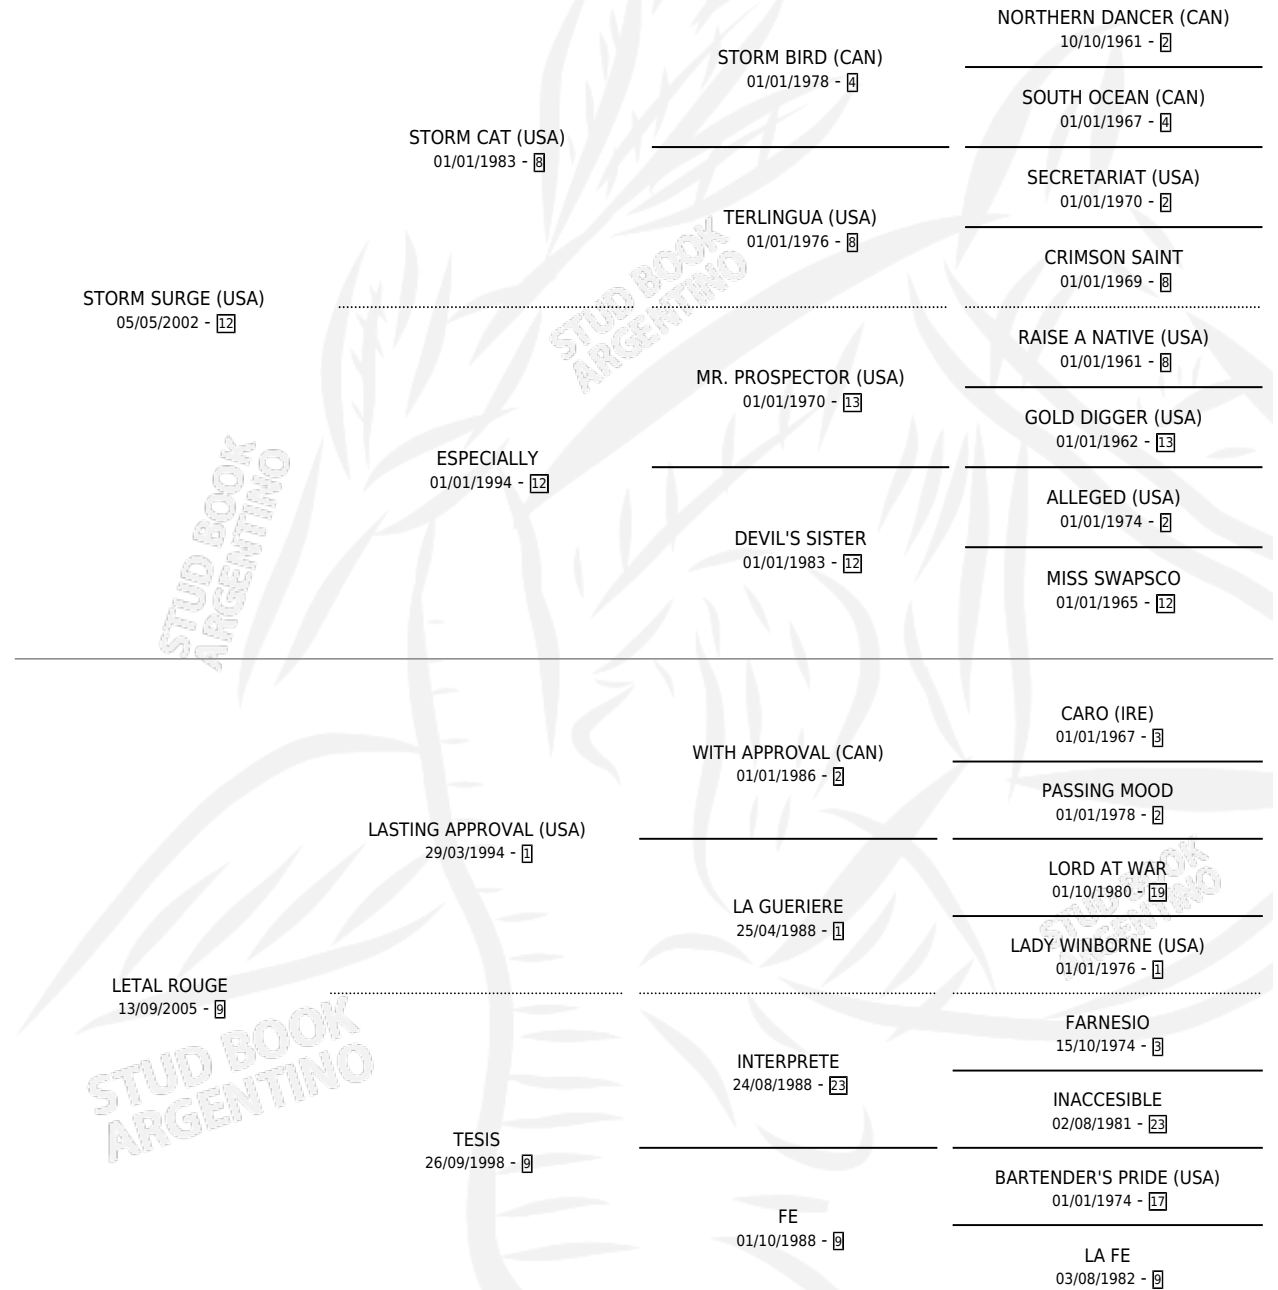 NORTHERN DANCER (CAN)
10/10/1961 - 2
STORM BIRD (CAN)
01/01/1978 - 4
SOUTH OCEAN (CAN)
01/01/1967 - 4
STORM CAT (USA)
01/01/1983 - 8
SECRETARIAT (USA)
01/01/1970 - 2
TERLINGUA (USA)
01/01/1976 - 8
CRIMSON SAINT
01/01/1969 - 8
STORM SURGE (USA)
05/05/2002 - 12
STUD BOOK
ARGENTINO
RAISE A NATIVE (USA)
01/01/1961 - 8
MR. PROSPECTOR (USA)
01/01/1970 - 13
GOLD DIGGER (USA)
01/01/1962 - 13
ESPECIALLY
01/01/1994 - 12
ALLEGED (USA)
01/01/1974 - 2
DEVIL'S SISTER
01/01/1983 - 12
MISS SWAPSCO
01/01/1965 - 12
STUD BOOK
ARGENTINO
CARO (IRE)
01/01/1967 - 3
WITH APPROVAL (CAN)
01/01/1986 - 2
PASSING MOOD
01/01/1978 - 2
LASTING APPROVAL (USA)
29/03/1994 - 1
LORD AT WAR
01/10/1980 - 19
LA GUERIERE
25/04/1988 - 1
LADY WINBORNE (USA)
01/01/1976 - 1
STUD BOOK
ARGENTINO
LETAL ROUGE
13/09/2005 - 9
FARNESIO
15/10/1974 - 3
INTERPRETE
24/08/1988 - 23
INACCESIBLE
02/08/1981 - 23
STUD BOOK
ARGENTINO
TESIS
26/09/1998 - 9
BARTENDER'S PRIDE (USA)
01/01/1974 - 17
FE
01/10/1988 - 9
LA FE
03/08/1982 - 9